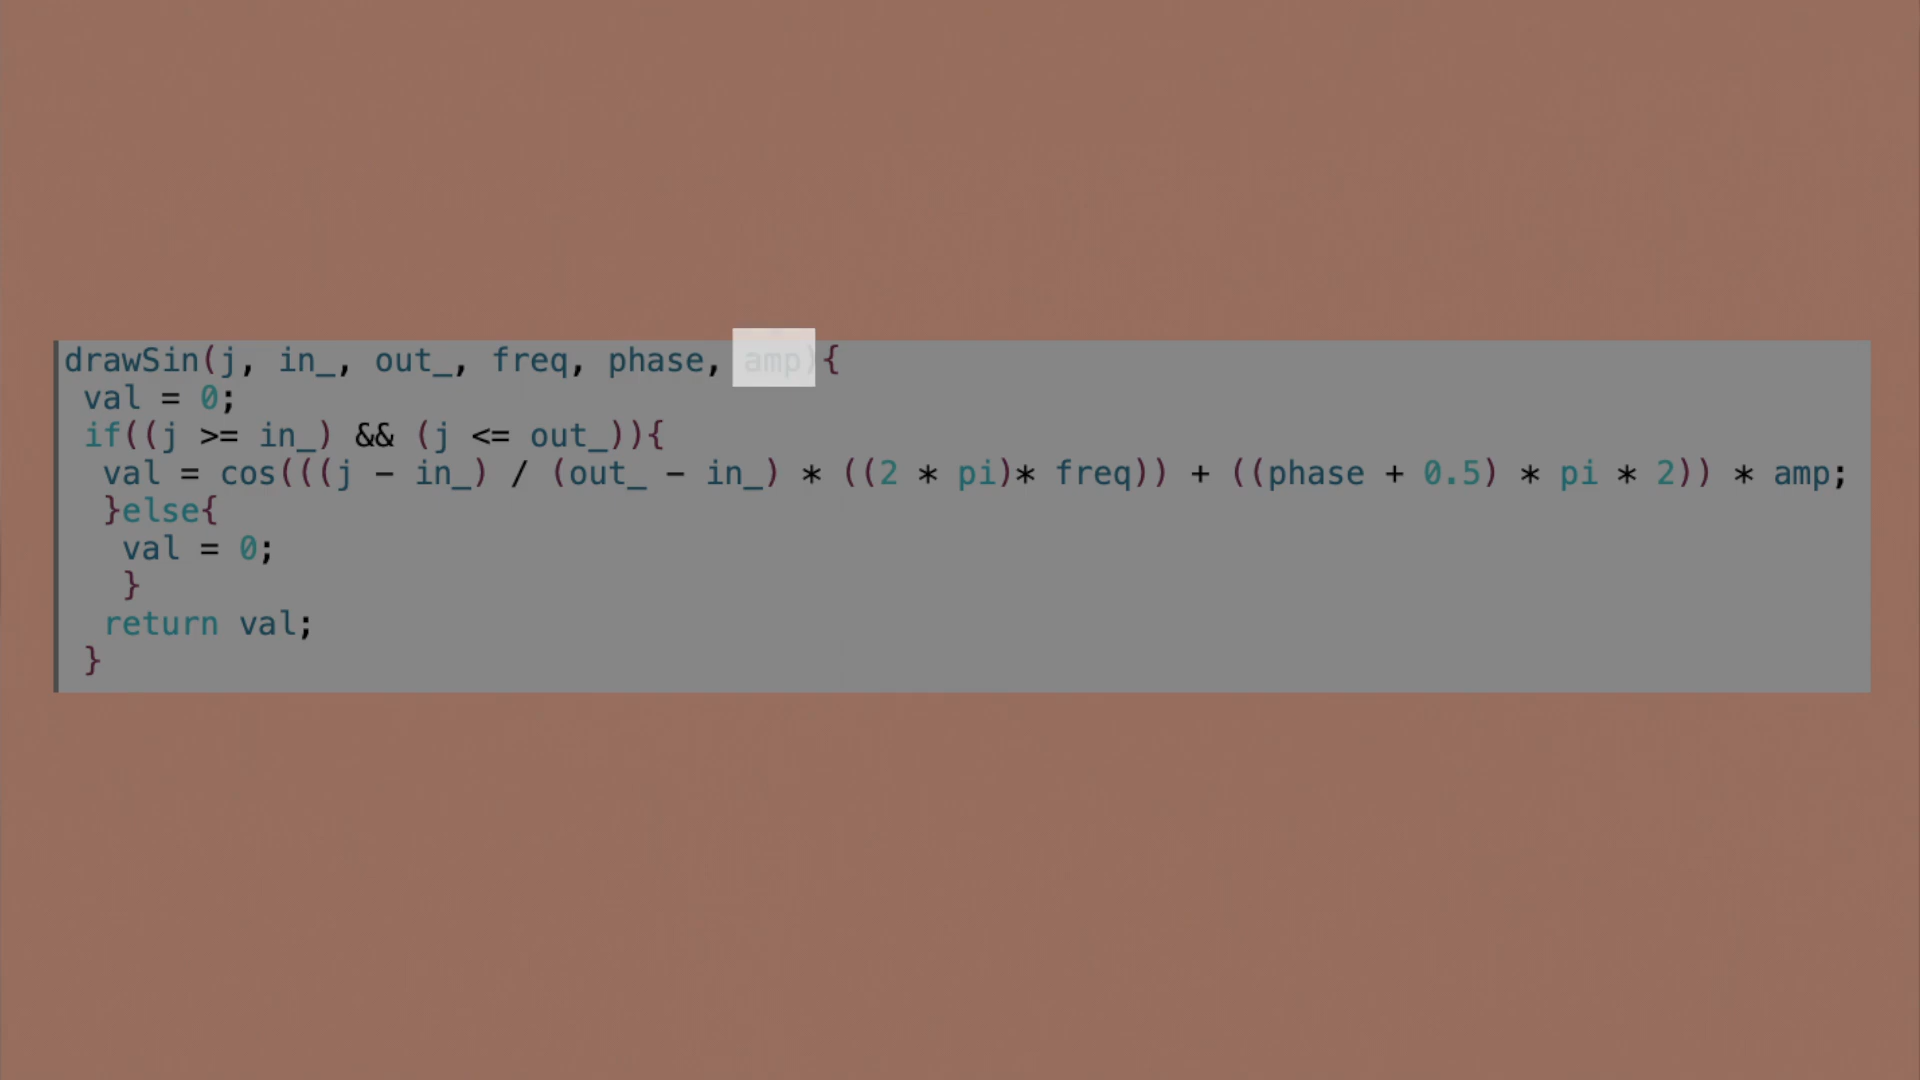 drawSin(j, in_, out_, freq, phase, amp){
val = 0;
if((j >= in_) && (j <= out_)){
val = cos(((j - in_) / (out_ - in_) * ((2 * pi)* freq)) + ((phase + 0.5) * pi * 2)) * amp;
}else{
val = 0;
}
return val;
}